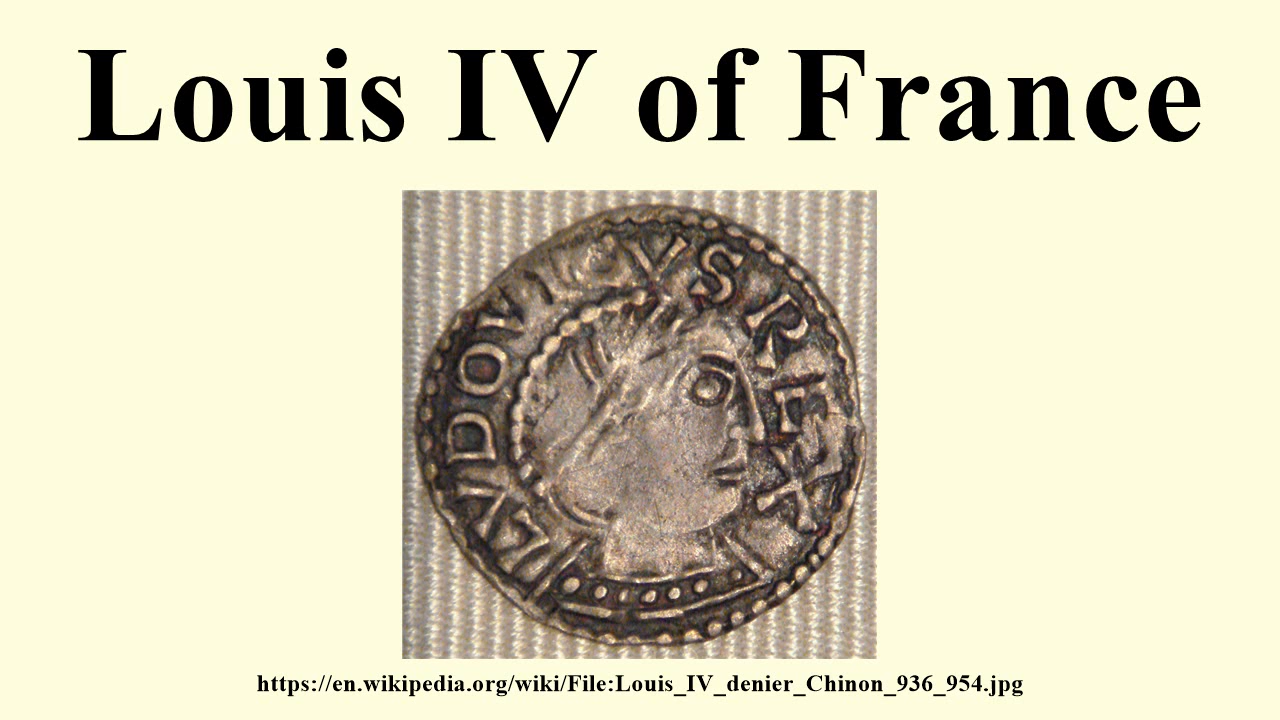 Louis IV of France
LVDOVICVS REX
https://en.wikipedia.org/wiki/File:Louis_IV_denier_Chinon_936_954.jpg